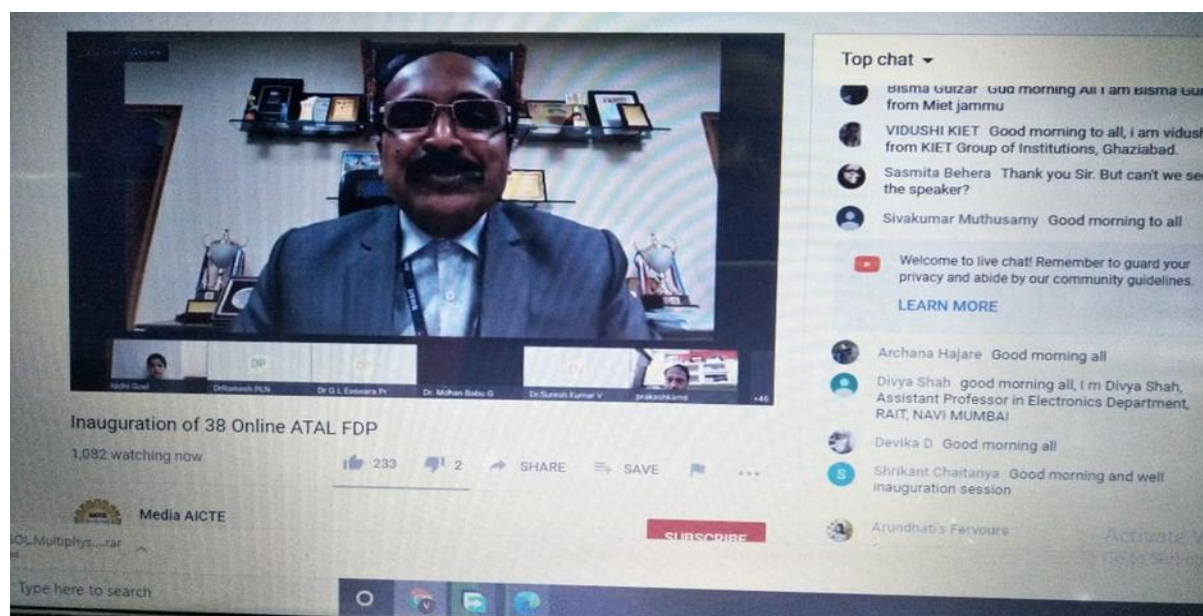 Top chat
Bisma Gulzar Gud morning All I am Bisma
from Miet jammu
VIDUSHI KIET Good morning to all, i am vidush
from KIET Group of Institutions, Ghaziabad.
Sasmita Behera Thank you Sir. But can't we see
the speaker?
Sivakumar Muthusamy Good morning to all
Welcome to live chat! Remember to guard your
privacy and abide by our community guidelines.
LEARN MORE
Archana Hajare Good morning all
Divya Shah good morning all, I m Divya Shah,
Assistant Professor in Electronics Department,
RAIT, NAVI MUMBAI
Devika D Good morning all
S
Shrikant Chaitanya Good morning and well
inauguration session
Arundhati's Fervours
DP
Nidhi Goel
DrRamesh PLN
Dr G L Easwara Pr
Dr. Mohan Babu G
Dr.Suresh Kumar V
prakashkamd
+46
Inauguration of 38 Online ATAL FDP
1,082 watching now
233
2
SHARE
SAVE
Media AICTE
SUBSCRIBE
Activate
Type here to search